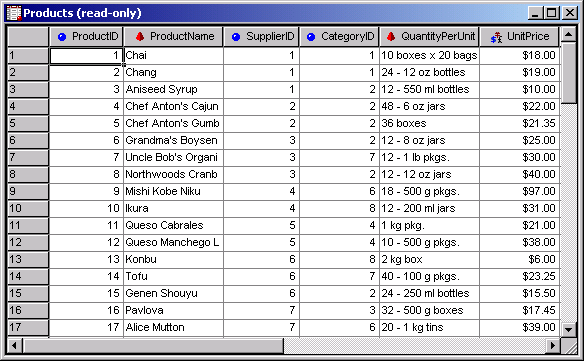 Products (read-only)
ProductID ProductName SupplierID CategoryID QuantityPerUnit UnitPrice
1 1 Chai 1 1 10 boxes x 20 bags $18.00
2 2 Chang 1 1 24 - 12 oz bottles $19.00
3 3 Aniseed Syrup 1 2 12 - 550 ml bottles $10.00
4 4 Chef Anton's Cajun 2 2 48 - 6 oz jars $22.00
5 5 Chef Anton's Gumb 2 2 36 boxes $21.35
6 6 Grandma's Boysen 3 2 12 - 8 oz jars $25.00
7 7 Uncle Bob's Organi 3 7 12 - 1 lb pkgs. $30.00
8 8 Northwoods Cranb 3 2 12 - 12 oz jars $40.00
9 9 Mishi Kobe Niku 4 6 18 - 500 g pkgs. $97.00
10 10 Ikura 4 8 12 - 200 ml jars $31.00
11 11 Queso Cabrales 5 4 1 kg pkg. $21.00
12 12 Queso Manchego L 5 4 10 - 500 g pkgs. $38.00
13 13 Konbu 6 8 2 kg box $6.00
14 14 Tofu 6 7 40 - 100 g pkgs. $23.25
15 15 Genen Shouyu 6 2 24 - 250 ml bottles $15.50
16 16 Pavlova 7 3 32 - 500 g boxes $17.45
17 17 Alice Mutton 7 6 20 - 1 kg tins $39.00